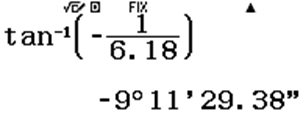 √ D FIX ▲
tan⁻¹(-1/6.18)
-9°11'29.38"